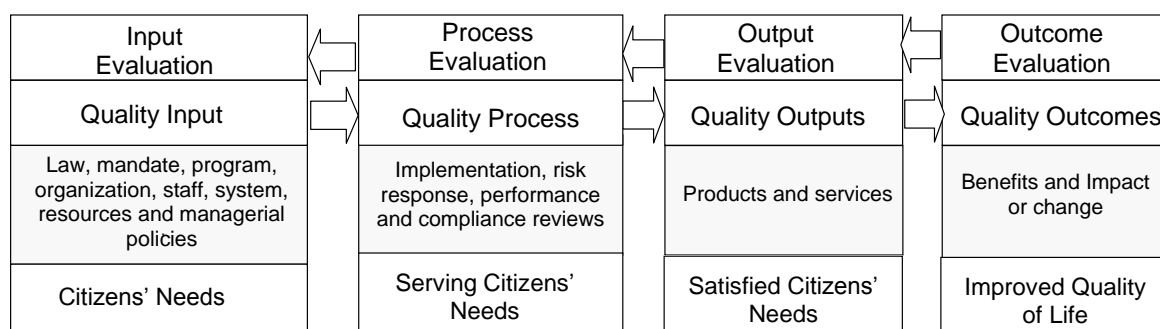 Input
Evaluation
Process
Evaluation
Output
Evaluation
Outcome
Evaluation
Quality Input
Quality Process
Quality Outputs
Quality Outcomes
Law, mandate, program,
organization, staff, system,
resources and managerial
policies
Implementation, risk
response, performance
and compliance reviews
Products and services
Benefits and Impact
or change
Citizens' Needs
Serving Citizens'
Needs
Satisfied Citizens'
Needs
Improved Quality
of Life